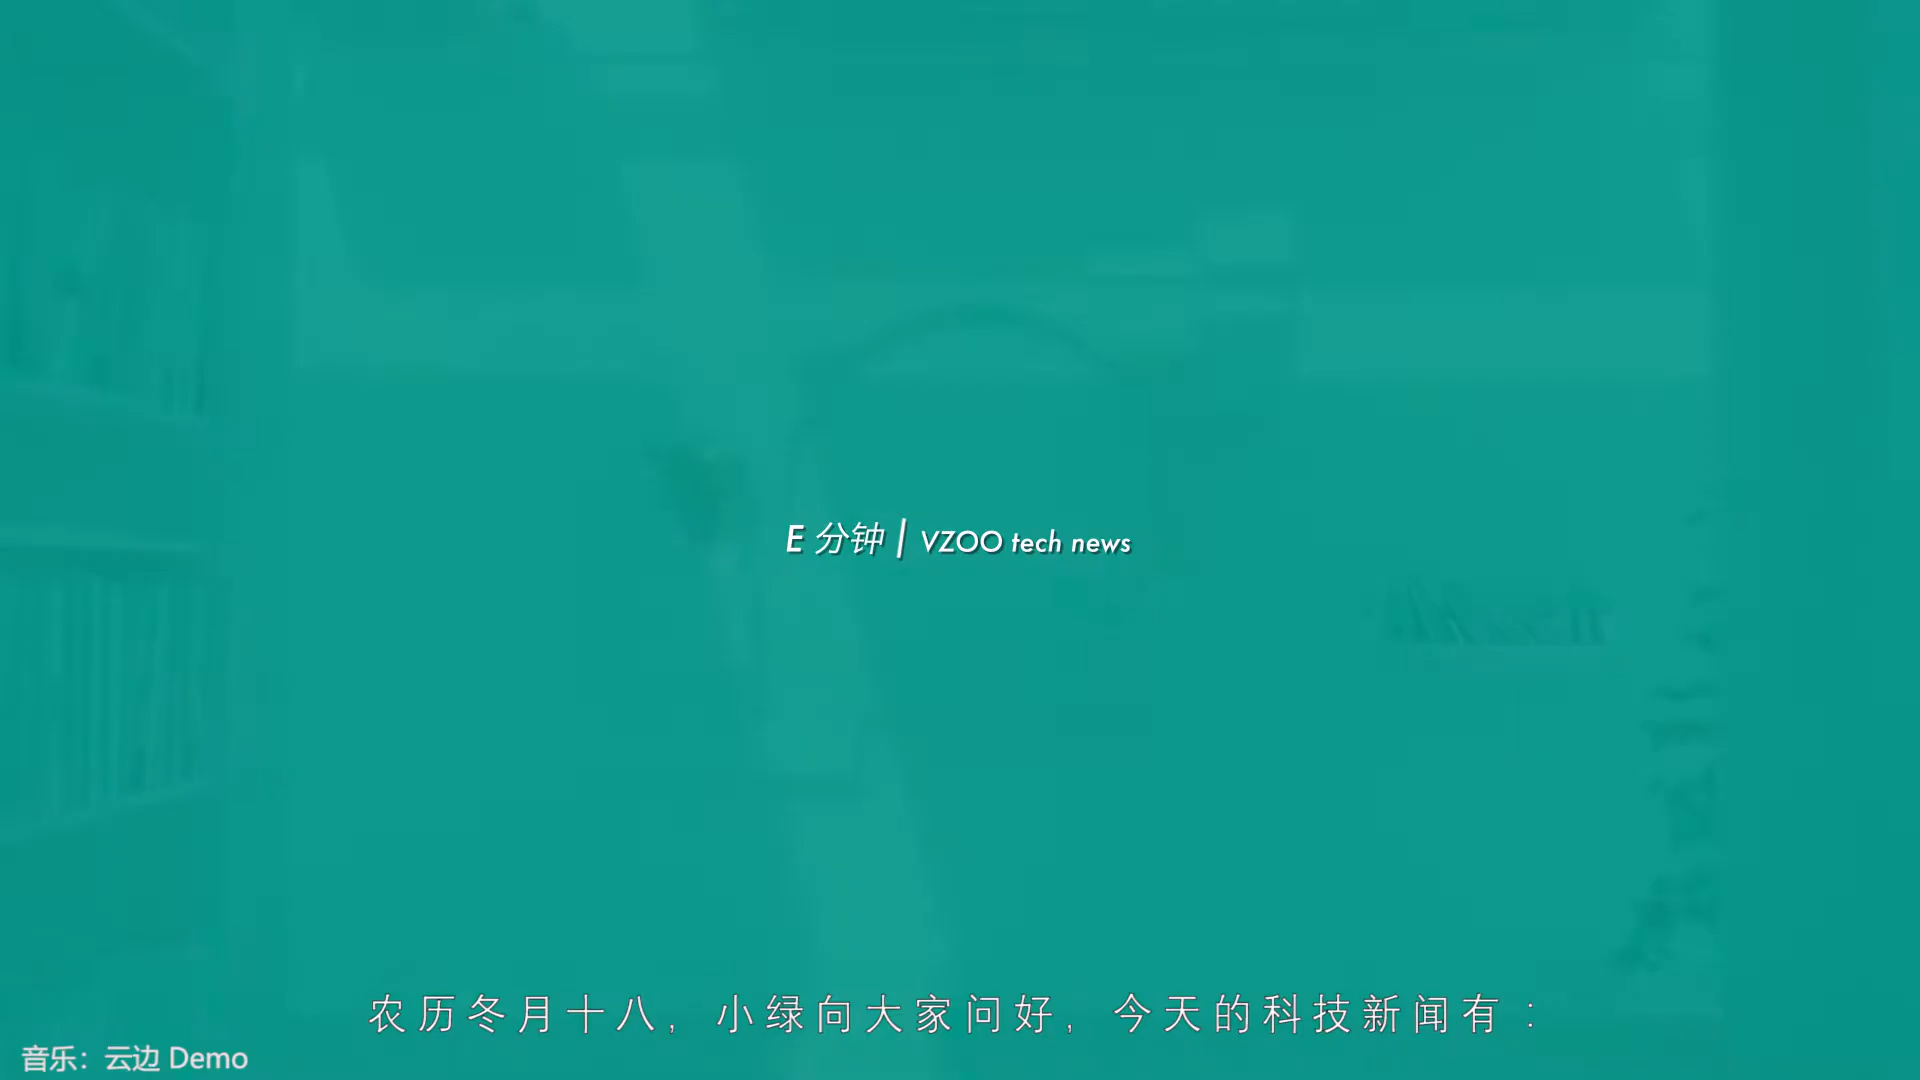 E 分钟 | VZOO tech news
农历冬月十八, 小绿向大家问好, 今天的科技新闻有：
音乐：云边 Demo